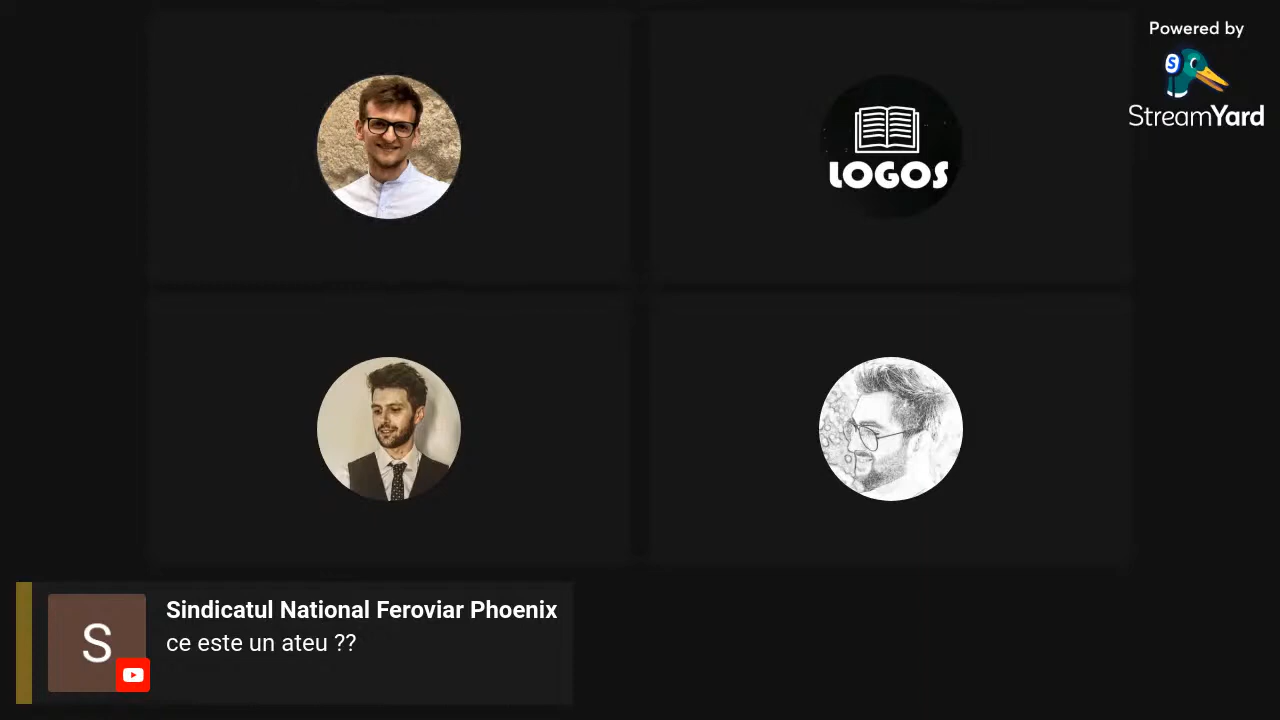 Powered by
S
StreamYard
LOGOS
Sindicatul National Feroviar Phoenix
S
ce este un ateu ??